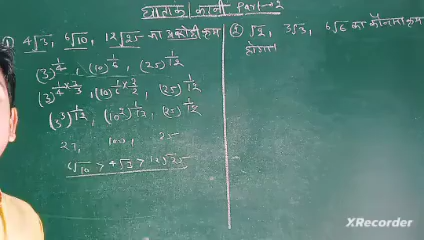 घातांक करणी Part-2
① 4√3, 6√10, 12√25 का अवरोही क्रम
(3)^1/4, (10)^1/6, (25)^1/12
(3)^1/4×3/3, (10)^1/6×2/2, (25)^1/12
(3³)^1/12, (10²)^1/12, (25)^1/12
27, 100, 25
6√10 > 4√3 > 12√25
② √2, 3√3, 6√6 का कौनसा क्रम
होगा।
XRecorder